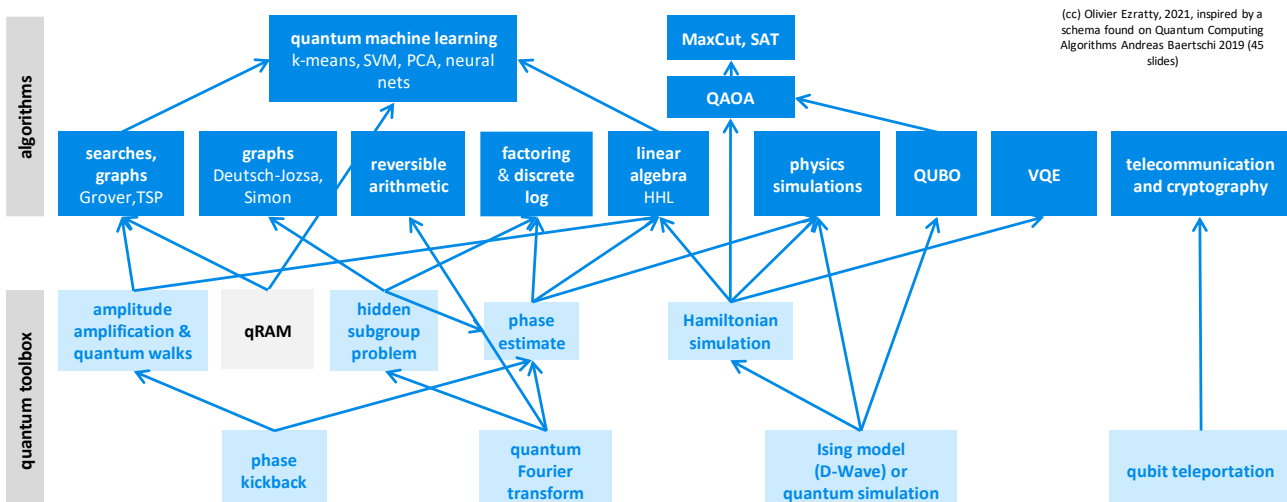 (cc) Olivier Ezratty, 2021, inspired by a
schema found on Quantum Computing
Algorithms Andreas Baertschi 2019 (45
slides)
algorithms
quantum machine learning
k-means, SVM, PCA, neural
nets
MaxCut, SAT
QAOA
searches,
graphs
Grover,TSP
graphs
Deutsch-Jozsa,
Simon
reversible
arithmetic
factoring
& discrete
log
linear
algebra
HHL
physics
simulations
QUBO
VQE
telecommunication
and cryptography
quantum toolbox
amplitude
amplification &
quantum walks
qRAM
hidden
subgroup
problem
phase
estimate
Hamiltonian
simulation
phase
kickback
quantum
Fourier
transform
Ising model
(D-Wave) or
quantum simulation
qubit teleportation